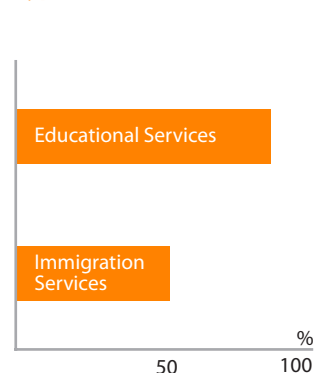 Educational Services
Immigration
Services
%
50
100